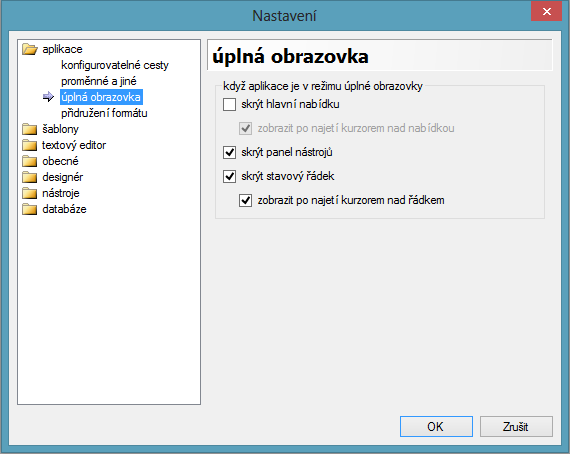 Nastavení
aplikace
konfigurovatelné cesty
proměnné a jiné
úplná obrazovka
přidružení formátu
šablony
textový editor
obecné
designér
nástroje
databáze
úplná obrazovka
když aplikace je v režimu úplné obrazovky
skrýt hlavní nabídku
zobrazit po najetí kurzorem nad nabídkou
skrýt panel nástrojů
skrýt stavový řádek
zobrazit po najetí kurzorem nad řádkem
OK
Zrušit